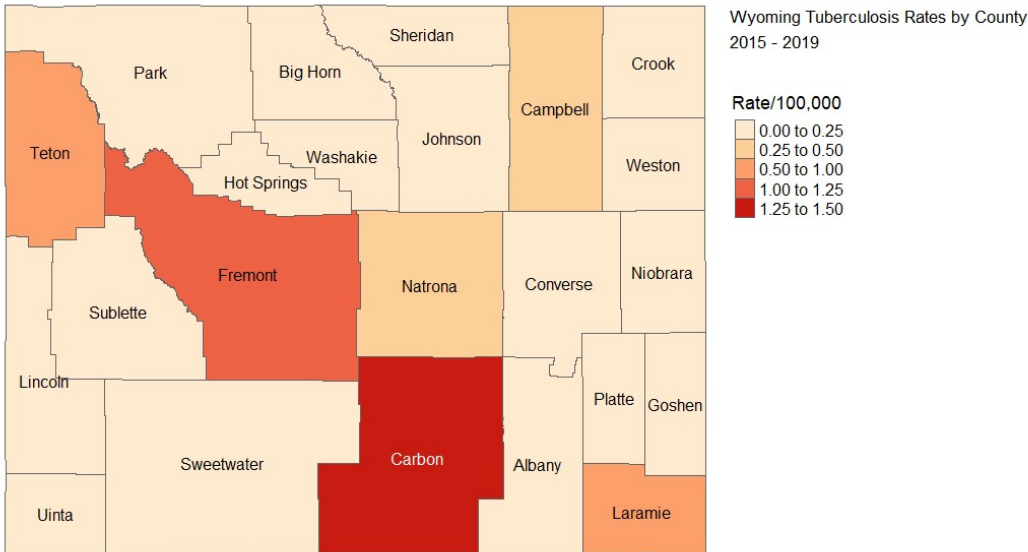 Wyoming Tuberculosis Rates by County
2015 - 2019
Rate/100,000
0.00 to 0.25
0.25 to 0.50
0.50 to 1.00
1.00 to 1.25
1.25 to 1.50
Sheridan
Park
Big Horn
Crook
Campbell
Teton
Johnson
Washakie
Weston
Hot Springs
Fremont
Natrona
Converse
Niobrara
Sublette
Lincoln
Platte
Goshen
Sweetwater
Carbon
Albany
Uinta
Laramie